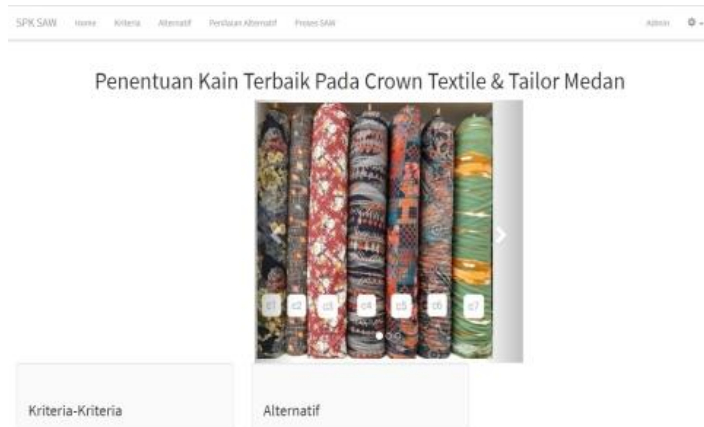 SPK SAW Home Kriteria Alternatif Penilaian Alternatif Proses SAW Admin
Penentuan Kain Terbaik Pada Crown Textile & Tailor Medan
c1 c2 c3 c4 c5 c6 c7
Kriteria-Kriteria Alternatif